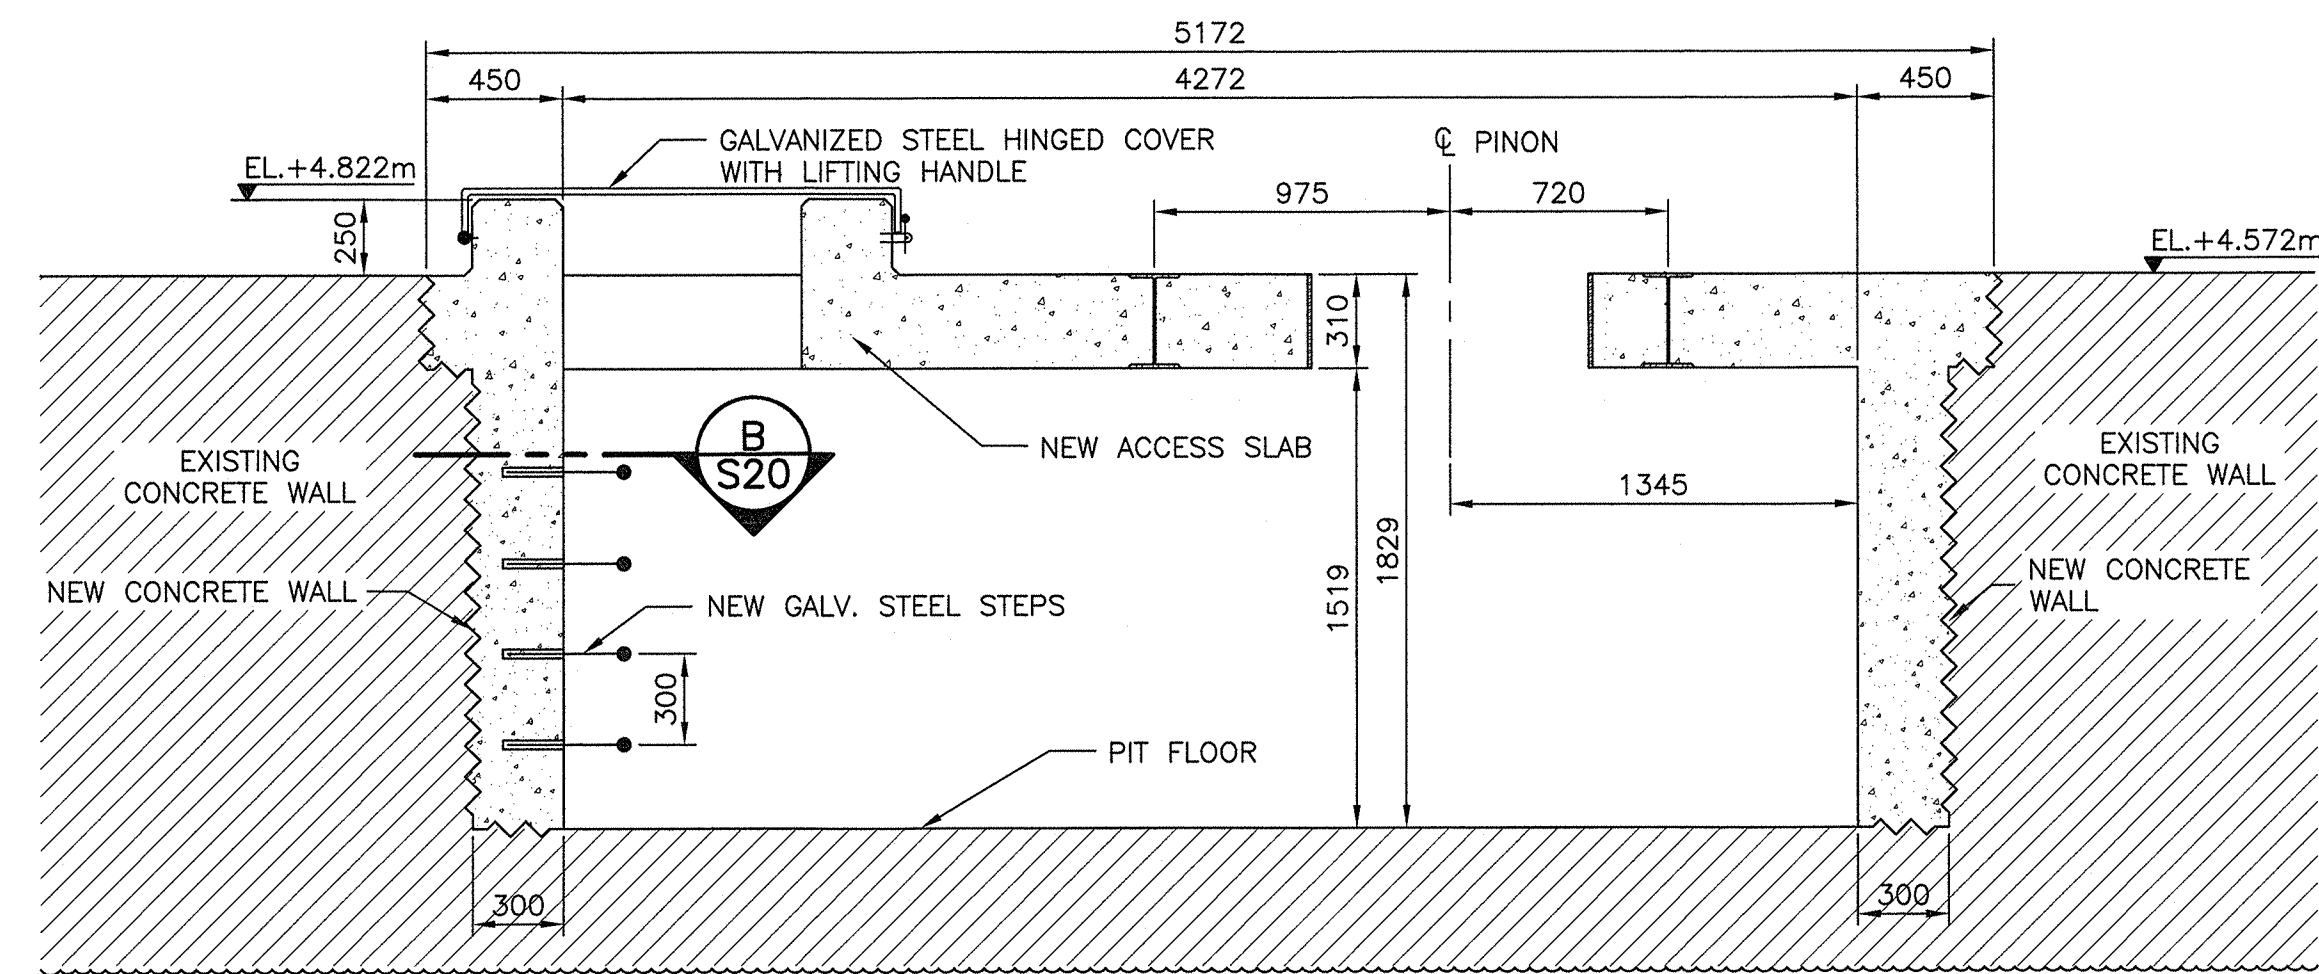 5172
450
4272
450
GALVANIZED STEEL HINGED COVER
WITH LIFTING HANDLE
℄ PINON
EL.+4.822m
975
720
250
EL.+4.572m
310
B
S20
NEW ACCESS SLAB
EXISTING
CONCRETE WALL
EXISTING
CONCRETE WALL
1345
1829
1519
NEW CONCRETE WALL
NEW GALV. STEEL STEPS
NEW CONCRETE
WALL
300
PIT FLOOR
300
300